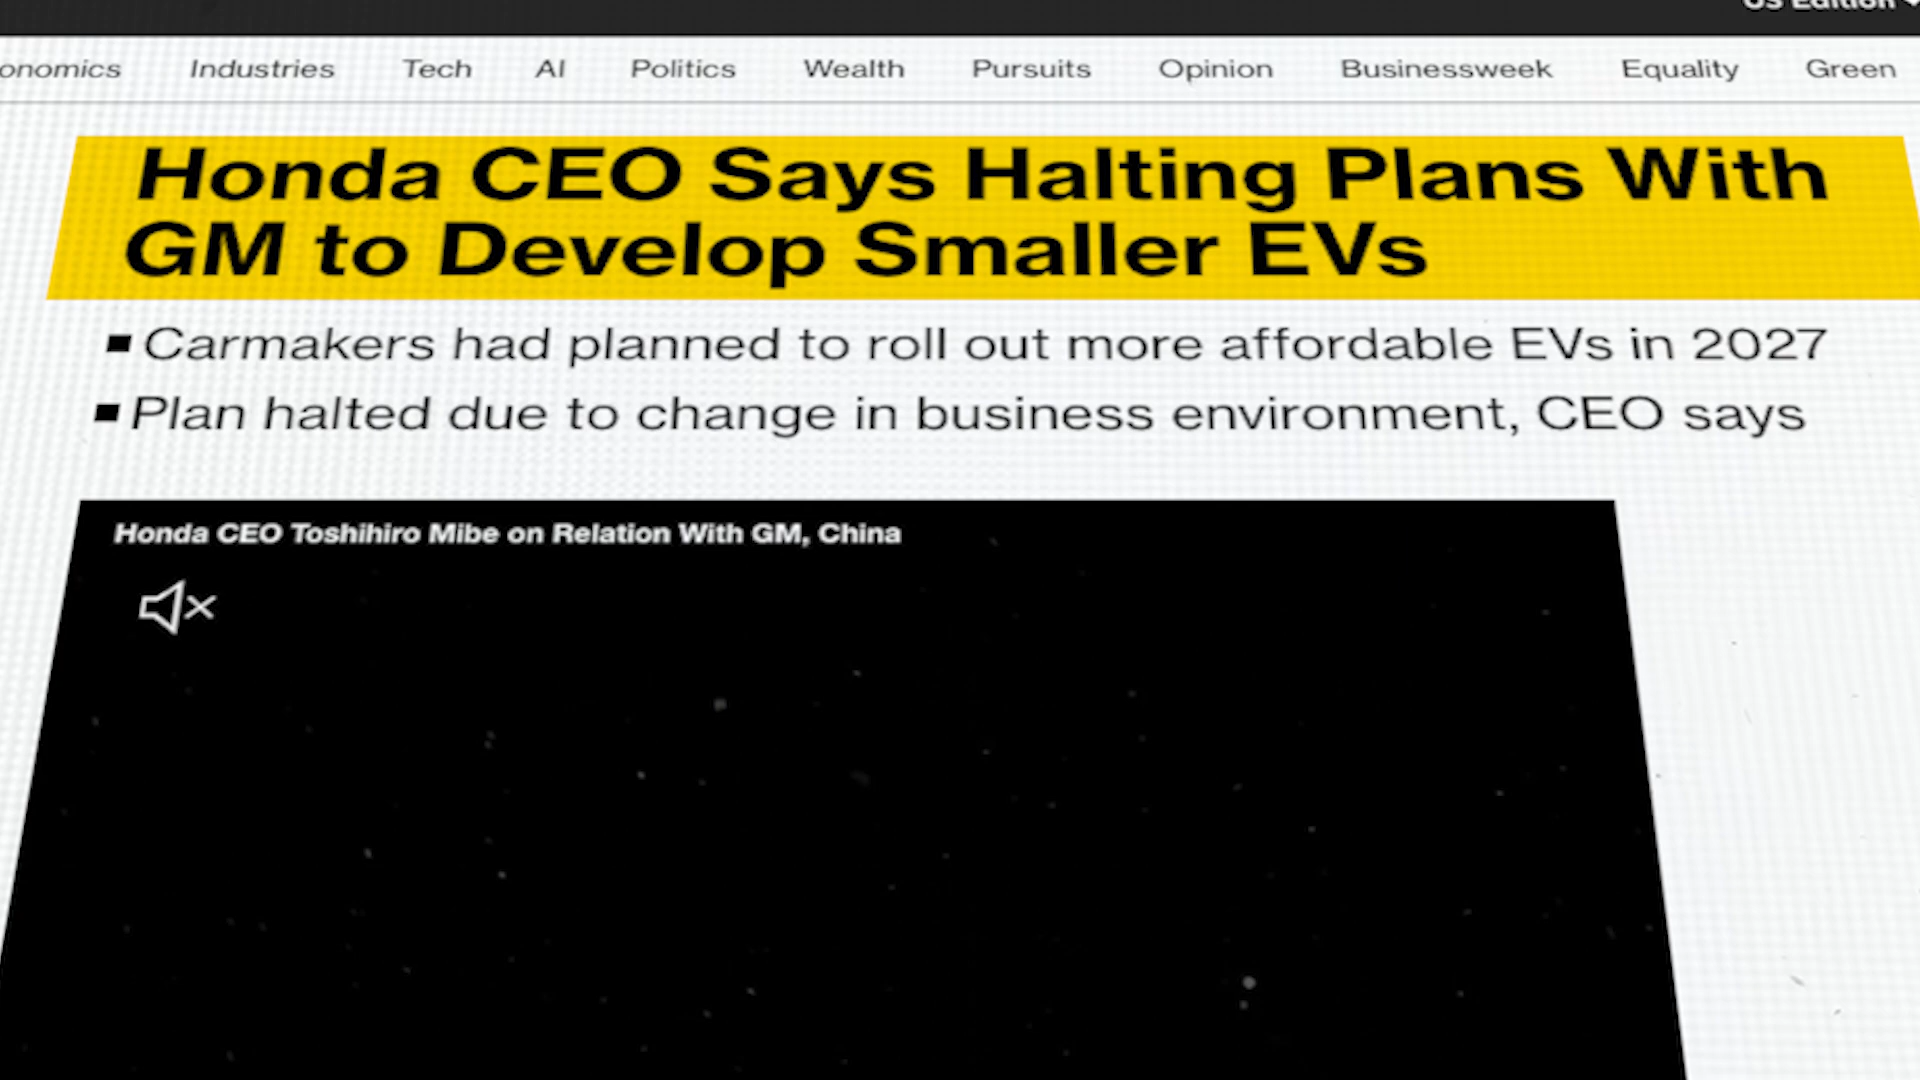 US Edition
onomics Industries Tech AI Politics Wealth Pursuits Opinion Businessweek Equality Green
Honda CEO Says Halting Plans With
GM to Develop Smaller EVs
Carmakers had planned to roll out more affordable EVs in 2027
Plan halted due to change in business environment, CEO says
Honda CEO Toshihiro Mibe on Relation With GM, China